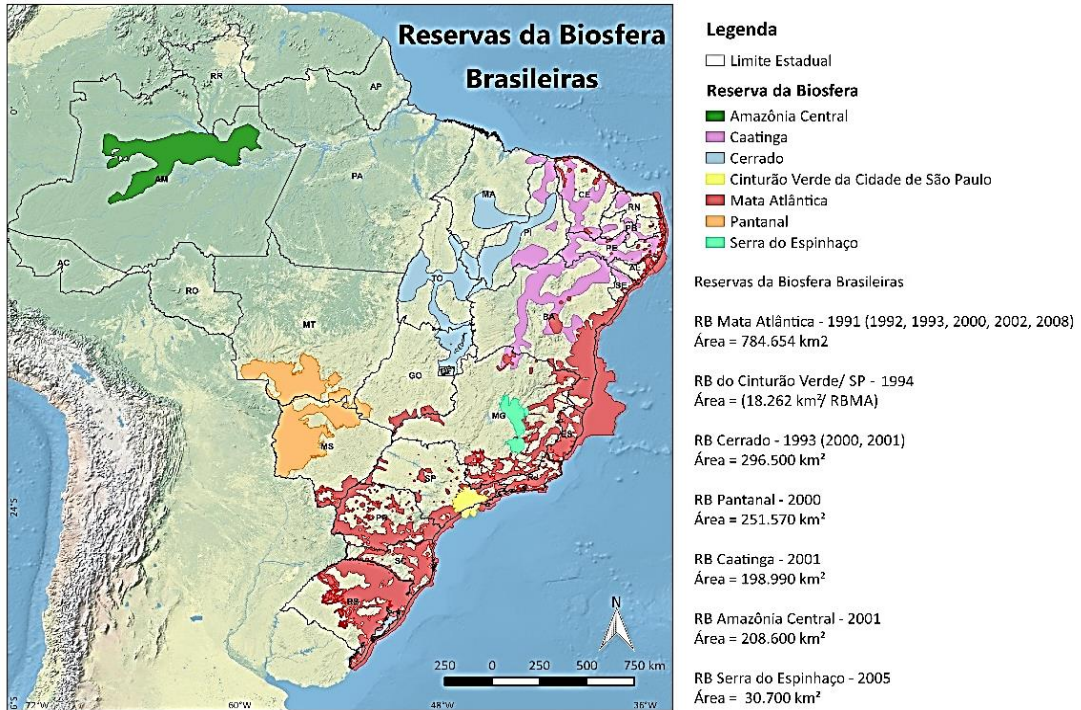 Reservas da Biosfera
Brasileiras
RR
AP
AM
PA
MA
CE
RN
PB
PE
PI
AL
SE
AC
RO
TO
BA
MT
GO
DF
MG
ES
MS
SP
RJ
PR
SC
RS
0°
24°S
72°W
60°W
48°W
36°W
N
250 0 250 500 750 km
Legenda
Limite Estadual
Reserva da Biosfera
Amazônia Central
Caatinga
Cerrado
Cinturão Verde da Cidade de São Paulo
Mata Atlântica
Pantanal
Serra do Espinhaço
Reservas da Biosfera Brasileiras
RB Mata Atlântica - 1991 (1992, 1993, 2000, 2002, 2008)
Área = 784.654 km2
RB do Cinturão Verde/ SP - 1994
Área = (18.262 km²/ RBMA)
RB Cerrado - 1993 (2000, 2001)
Área = 296.500 km²
RB Pantanal - 2000
Área = 251.570 km²
RB Caatinga - 2001
Área = 198.990 km²
RB Amazônia Central - 2001
Área = 208.600 km²
RB Serra do Espinhaço - 2005
Área = 30.700 km²